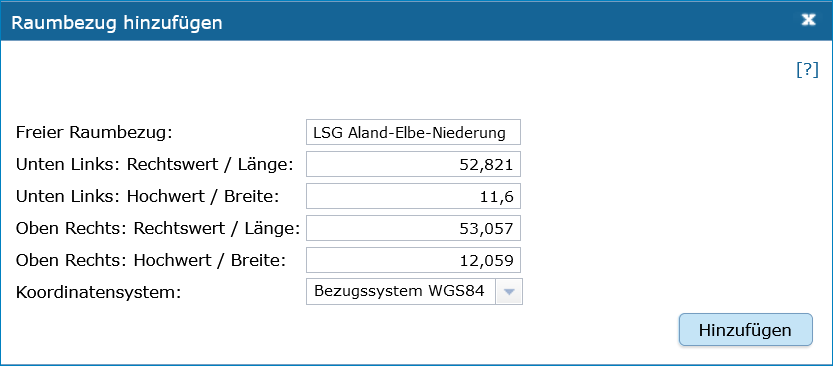 Raumbezug hinzufügen
[?]
Freier Raumbezug: LSG Aland-Elbe-Niederung
Unten Links: Rechtswert / Länge: 52,821
Unten Links: Hochwert / Breite: 11,6
Oben Rechts: Rechtswert / Länge: 53,057
Oben Rechts: Hochwert / Breite: 12,059
Koordinatensystem: Bezugssystem WGS84
Hinzufügen